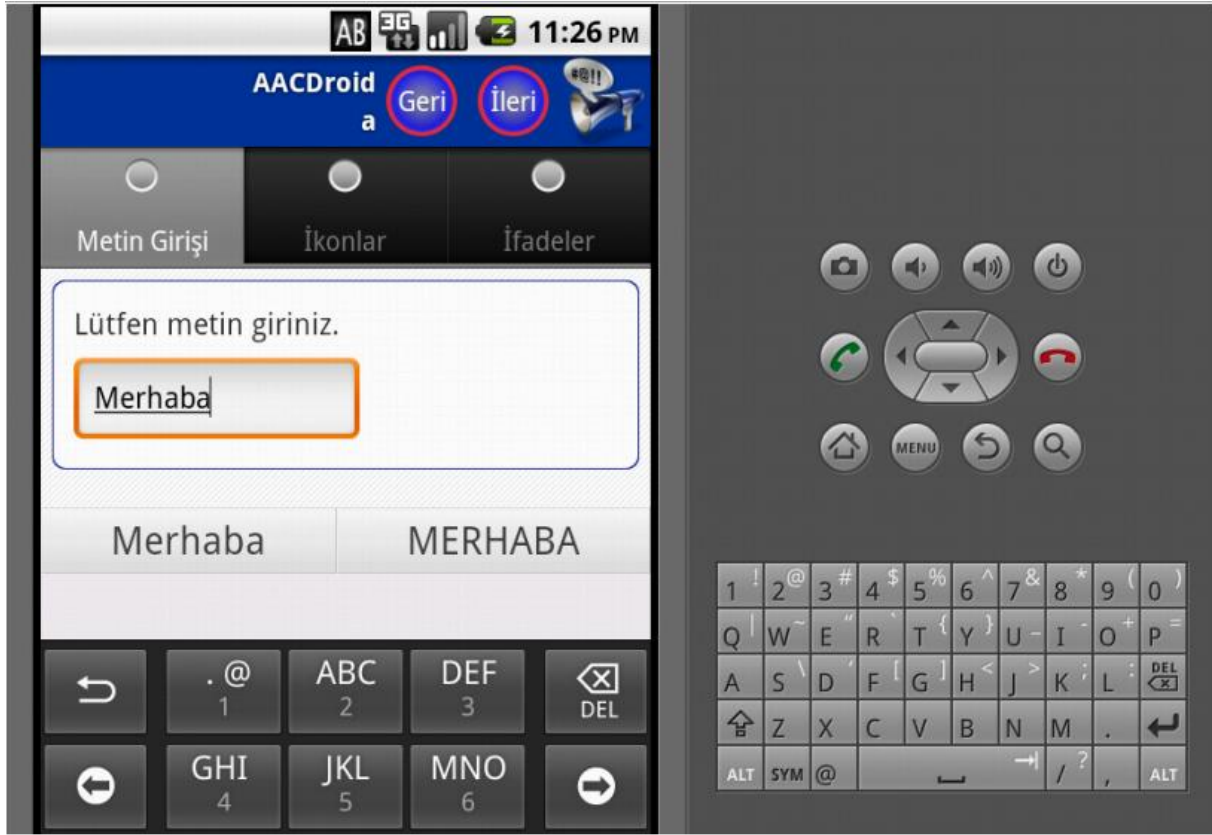 AB 3G 11:26 PM
AACDroid
a
Geri
İleri
#@!!
Metin Girişi
İkonlar
İfadeler
Lütfen metin giriniz.
Merhaba
Merhaba
MERHABA
. @
1
ABC
2
DEF
3
DEL
GHI
4
JKL
5
MNO
6
MENU
1 ! 2 @ 3 # 4 $ 5 % 6 ^ 7 & 8 * 9 ( 0 )
Q | W ~ E " R ` T { Y } U _ I - O + P =
A S \ D ' F [ G ] H < J > K ; L : DEL
Z X C V B N M .
ALT SYM @ / ? , ALT